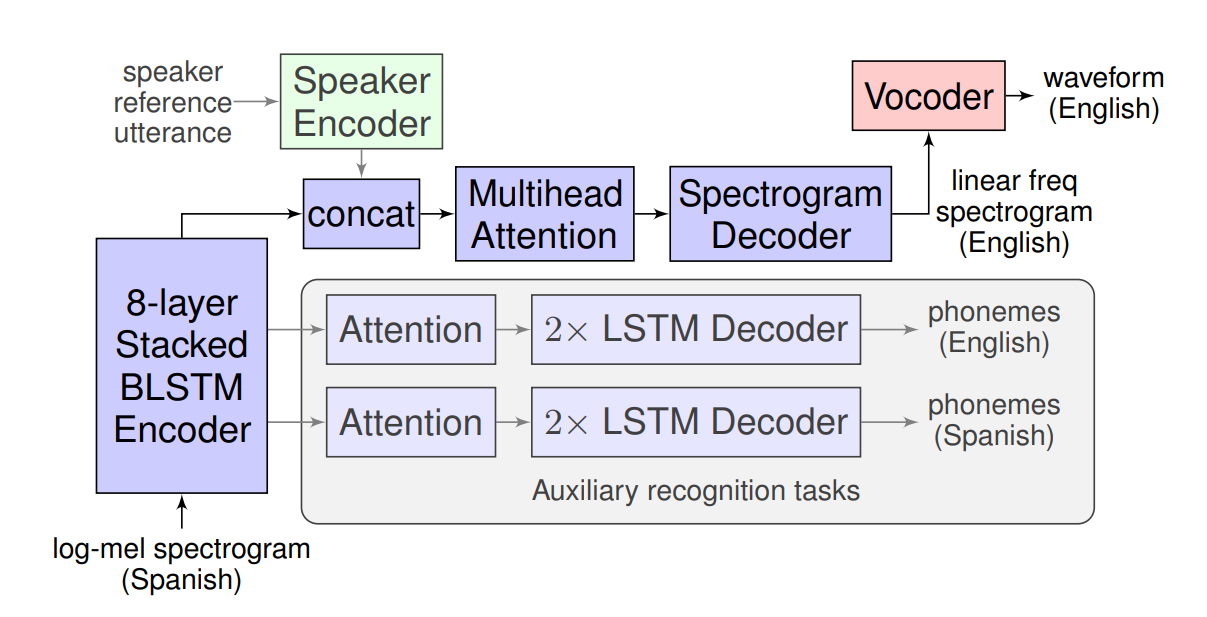 speaker
reference
utterance
Speaker
Encoder
Vocoder
waveform
(English)
concat
Multihead
Attention
Spectrogram
Decoder
linear freq
spectrogram
(English)
8-layer
Stacked
BLSTM
Encoder
Attention
2× LSTM Decoder
phonemes
(English)
Attention
2× LSTM Decoder
phonemes
(Spanish)
Auxiliary recognition tasks
log-mel spectrogram
(Spanish)